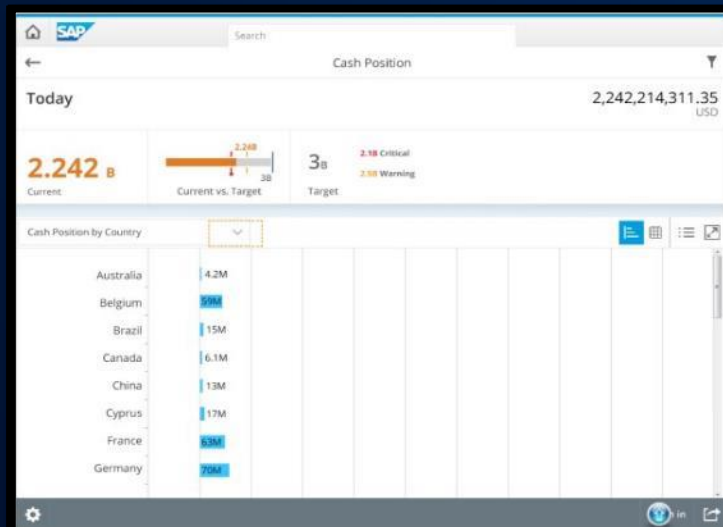 SAP
Search
Cash Position
Today
2,242,214,311.35
USD
2.242 B
Current
2.24B
3B
Current vs. Target
3B
Target
2.1B Critical
2.5B Warning
Cash Position by Country
Australia 4.2M
Belgium 59M
Brazil 15M
Canada 6.1M
China 13M
Cyprus 17M
France 63M
Germany 70M
in